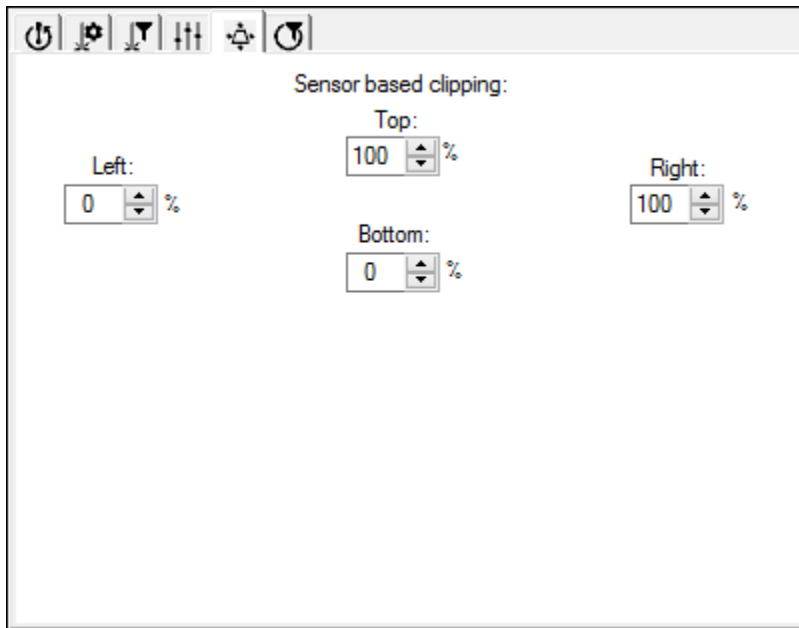 Sensor based clipping:
Top:
100 %
Left:
0 %
Right:
100 %
Bottom:
0 %